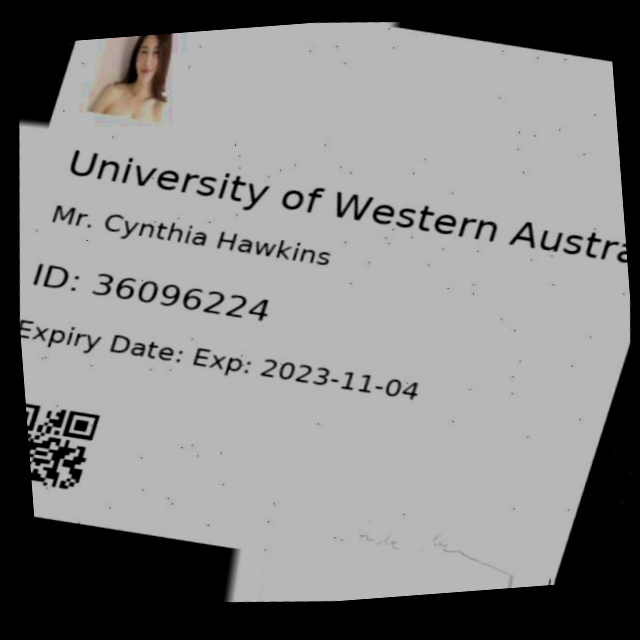 University of Western Austra
Mr. Cynthia Hawkins
ID: 36096224
Expiry Date: Exp: 2023-11-04